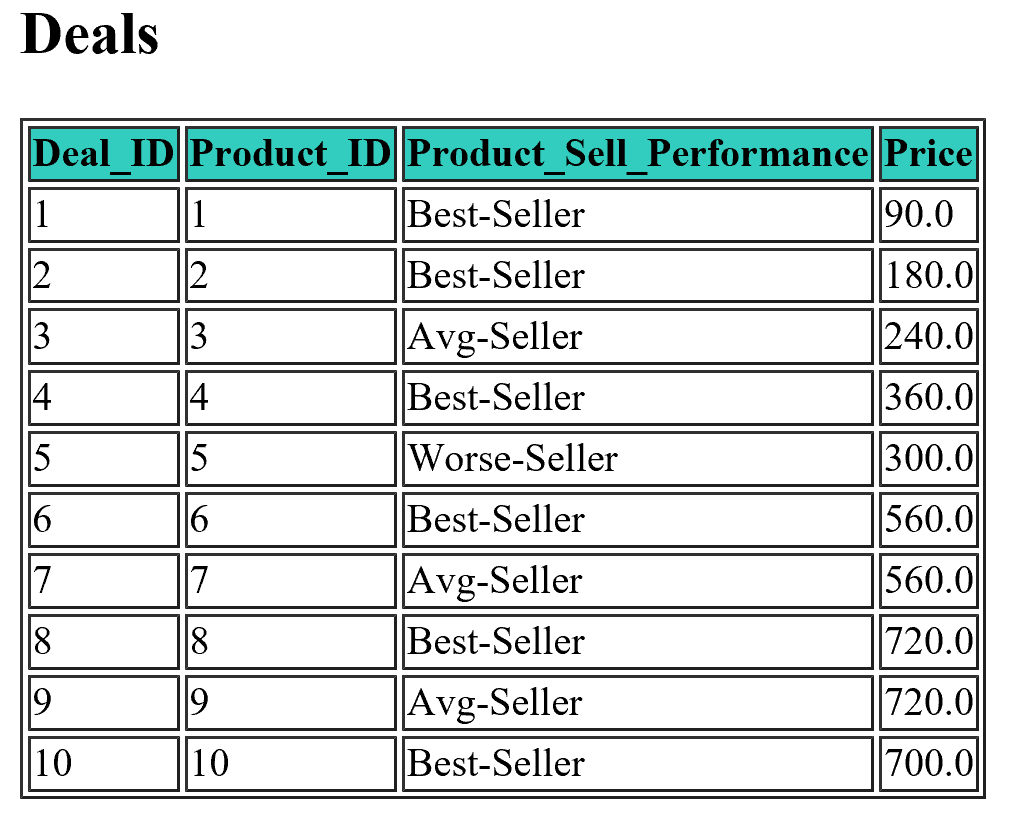 Deals
Deal_ID Product_ID Product_Sell_Performance Price
1 1 Best-Seller 90.0
2 2 Best-Seller 180.0
3 3 Avg-Seller 240.0
4 4 Best-Seller 360.0
5 5 Worse-Seller 300.0
6 6 Best-Seller 560.0
7 7 Avg-Seller 560.0
8 8 Best-Seller 720.0
9 9 Avg-Seller 720.0
10 10 Best-Seller 700.0